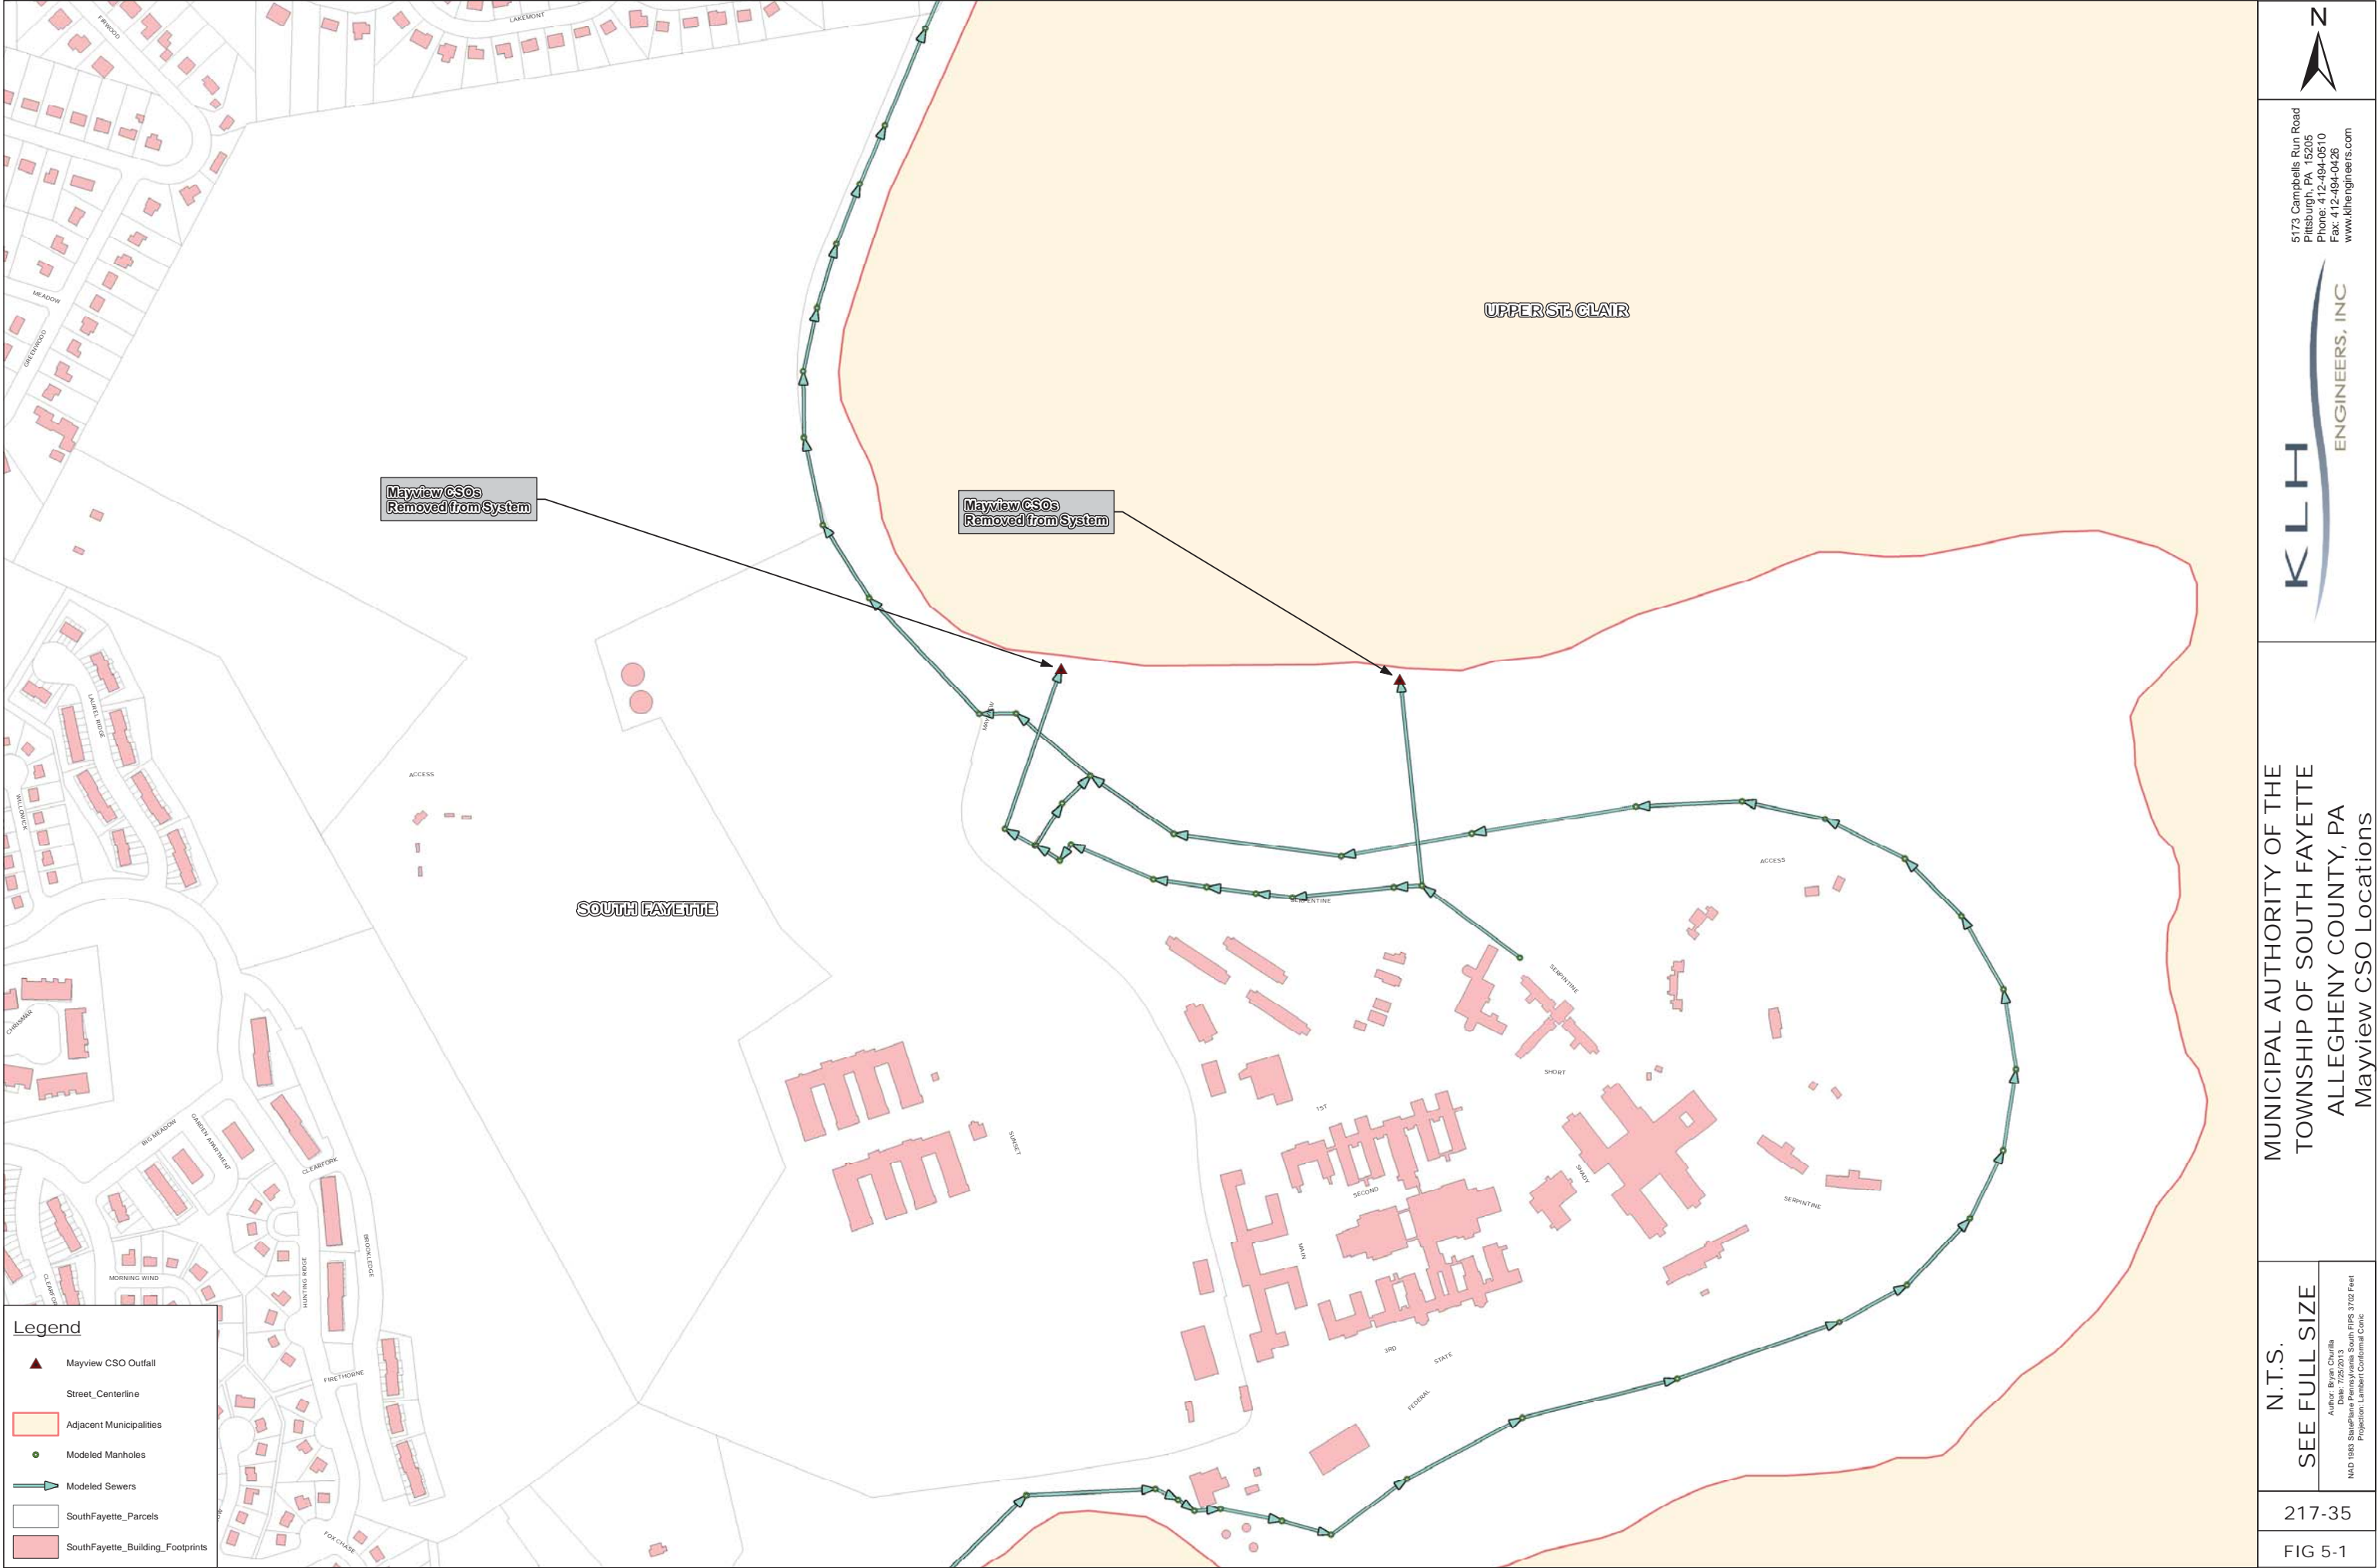 FIRWOOD
LAKEMONT
MEADOW
GREENWOOD
UPPER ST. CLAIR
Mayview CSOs
Removed from System
Mayview CSOs
Removed from System
LAUREL RIDGE
WILLOWICK
ACCESS
SOUTH FAYETTE
ACCESS
SERPENTINE
SERPENTINE
CHRISMAR
SHORT
1ST
SUNSET
BIG MEADOW
GARDEN APARTMENT
CLEARFORK
SECOND
SHADY
SERPENTINE
MAIN
BROOKLEDGE
HUNTING RIDGE
MORNING WIND
3RD
STATE
FEDERAL
FIRETHORNE
FOX CHASE
Legend
Mayview CSO Outfall
Street_Centerline
Adjacent Municipalities
Modeled Manholes
Modeled Sewers
SouthFayette_Parcels
SouthFayette_Building_Footprints
N
5173 Campbells Run Road
Pittsburgh, PA 15205
Phone: 412-494-0510
Fax: 412-494-0426
www.klhengineers.com
KLH
ENGINEERS, INC
MUNICIPAL AUTHORITY OF THE
TOWNSHIP OF SOUTH FAYETTE
ALLEGHENY COUNTY, PA
Mayview CSO Locations
N.T.S.
SEE FULL SIZE
Author: Bryan Churilla
Date: 7/25/2013
NAD 1983 StatePlane Pennsylvania South FIPS 3702 Feet
Projection: Lambert Conformal Conic
217-35
FIG 5-1